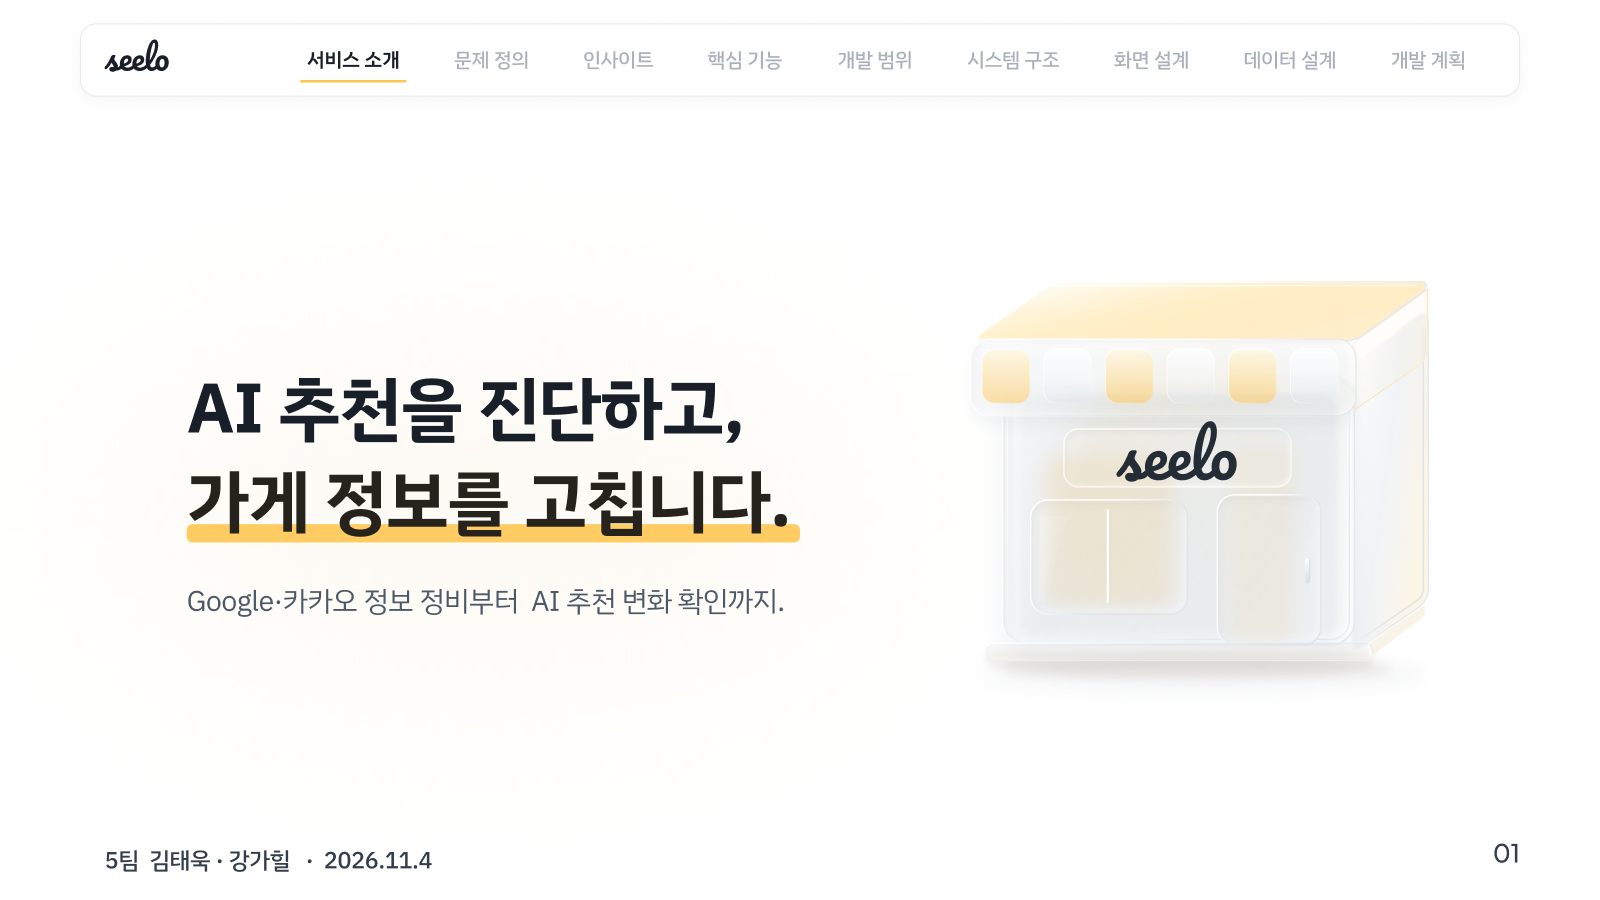 seelo
서비스 소개
문제 정의
인사이트
핵심 기능
개발 범위
시스템 구조
화면 설계
데이터 설계
개발 계획
AI 추천을 진단하고,
가게 정보를 고칩니다.
Google·카카오 정보 정비부터 AI 추천 변화 확인까지.
seelo
5팀 김태욱 · 강가힐 · 2026.11.4
01